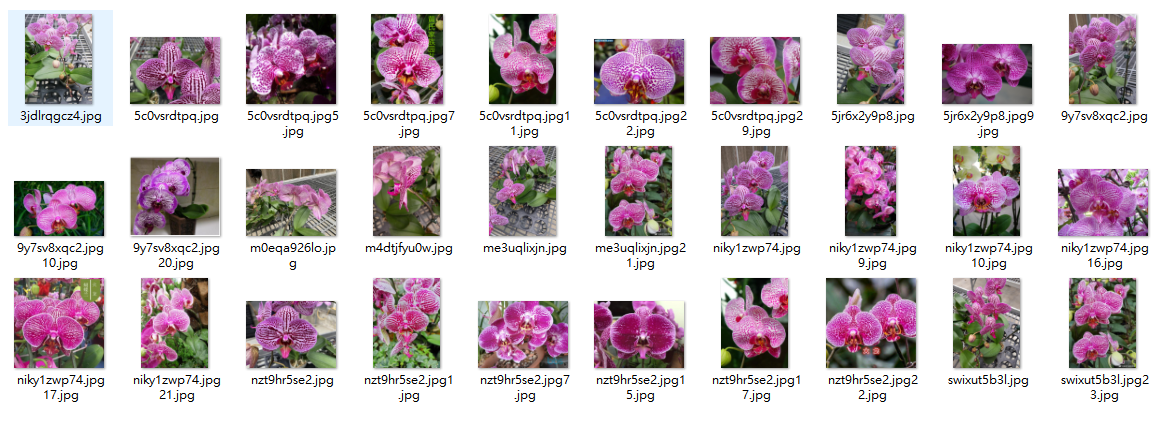 3jdlrqgcz4.jpg
5c0vsrdtpq.jpg
5c0vsrdtpq.jpg5
.jpg
5c0vsrdtpq.jpg7
.jpg
5c0vsrdtpq.jpg1
1.jpg
5c0vsrdtpq.jpg2
2.jpg
5c0vsrdtpq.jpg2
9.jpg
5jr6x2y9p8.jpg
5jr6x2y9p8.jpg9
.jpg
9y7sv8xqc2.jpg
9y7sv8xqc2.jpg
10.jpg
9y7sv8xqc2.jpg
20.jpg
m0eqa926lo.jp
g
m4dtjfyu0w.jpg
me3uqlixjn.jpg
me3uqlixjn.jpg2
1.jpg
niky1zwp74.jpg
niky1zwp74.jpg
9.jpg
niky1zwp74.jpg
10.jpg
niky1zwp74.jpg
16.jpg
niky1zwp74.jpg
17.jpg
niky1zwp74.jpg
21.jpg
nzt9hr5se2.jpg
nzt9hr5se2.jpg1
.jpg
nzt9hr5se2.jpg7
.jpg
nzt9hr5se2.jpg1
5.jpg
nzt9hr5se2.jpg1
7.jpg
nzt9hr5se2.jpg2
2.jpg
swixut5b3l.jpg
swixut5b3l.jpg2
3.jpg